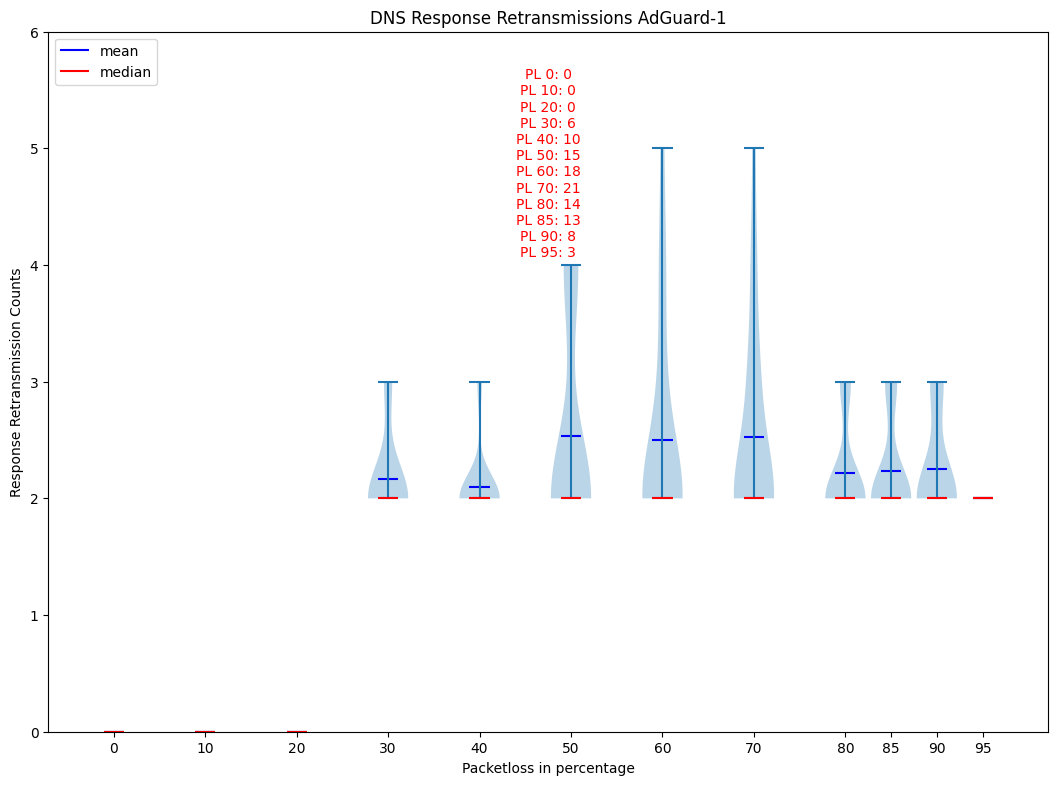 DNS Response Retransmissions AdGuard-1
mean
median
PL 0: 0
PL 10: 0
PL 20: 0
PL 30: 6
PL 40: 10
PL 50: 15
PL 60: 18
PL 70: 21
PL 80: 14
PL 85: 13
PL 90: 8
PL 95: 3
Response Retransmission Counts
6
5
4
3
2
1
0
0 10 20 30 40 50 60 70 80 85 90 95
Packetloss in percentage